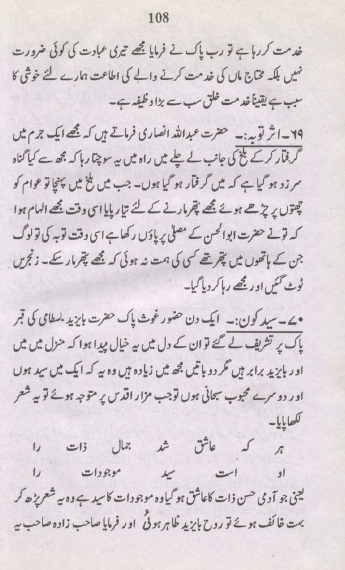 108
خدمت کر رہا ہے تو رب پاک نے فرمایا مجھے تیری عبادت کی کوئی ضرورت
نہیں بلکہ محتاج ماں کی خدمت کرنے والے کی اطاعت ہمارے لئے خوشی کا
سبب ہے یقیناً خدمت خلق سب سے بڑا وظیفہ ہے۔
۶۹۔ اثر توبہ:۔ حضرت عبداللہ انصاری فرماتے ہیں کہ مجھے ایک جرم میں
گرفتار کر کے بلخ کی جانب لے چلے میں راہ میں یہ سوچتا رہا کہ مجھ سے کیا گناہ
سرزد ہو گیا ہے کہ میں گرفتار ہو گیا ہوں۔ جب میں بلخ میں پہنچا تو عوام کو
چھتوں پر چڑھے ہوئے مجھے پتھر مارنے کے لئے تیار پایا اسی وقت مجھے الہام ہوا
کہ تو نے حضرت ابوالحسن کے مصلیٰ پر پاؤں رکھا ہے اسی وقت توبہ کی تو لوگ
جن کے ہاتھوں میں پتھر تھے کسی کی ہمت نہ ہوئی کہ مجھے پتھر مار سکے۔ زنجیریں
ٹوٹ گئیں اور مجھے رہا کر دیا گیا۔
۷۰۔ سید کون:۔ ایک دن حضور غوث پاک حضرت بایزید بسطامی کی قبر
پاک پر تشریف لے گئے تو ان کے دل میں یہ خیال پیدا ہوا کہ منزل میں میں
اور بایزید برابر ہیں مگر دو باتیں مجھ میں زیادہ ہیں وہ یہ کہ ایک میں سید ہوں
اور دوسرے محبوب سبحانی ہوں تو جب مزار اقدس پر متوجہ ہوئے تو یہ شعر
لکھا پایا۔
ہر کہ عاشق شد جمال ذات را
او است سید موجودات را
یعنی جو آدمی حسن ذات کا عاشق ہو گیا وہ موجودات کا سید ہے وہ یہ شعر پڑھ کر
بہت خائف ہوئے تو روح بایزید ظاہر ہوئی اور فرمایا صاحب زادہ صاحب یہ